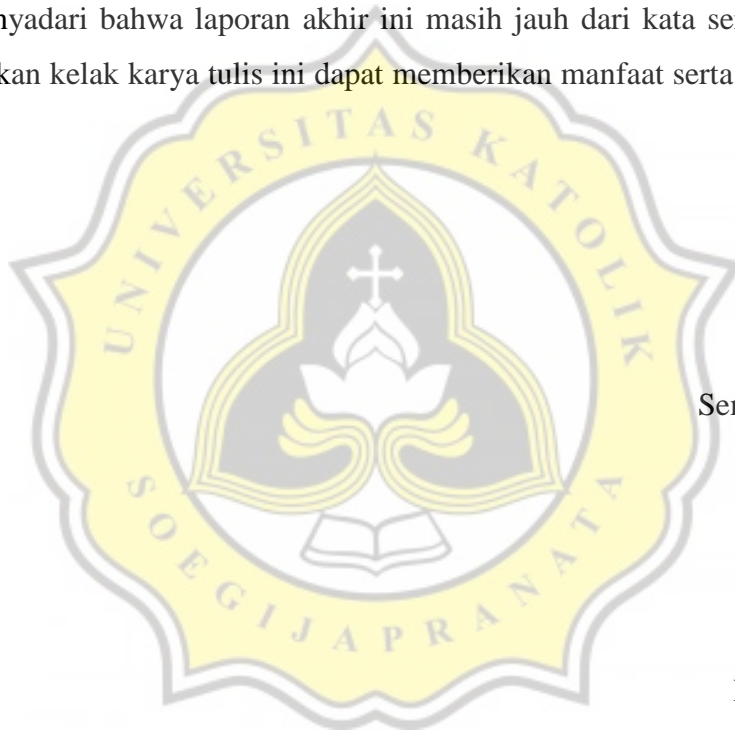 nyadari bahwa laporan akhir ini masih jauh dari kata se
kan kelak karya tulis ini dapat memberikan manfaat serta
UNIVERSITAS KATOLIK
Ser
SOEGIJAPRANATA